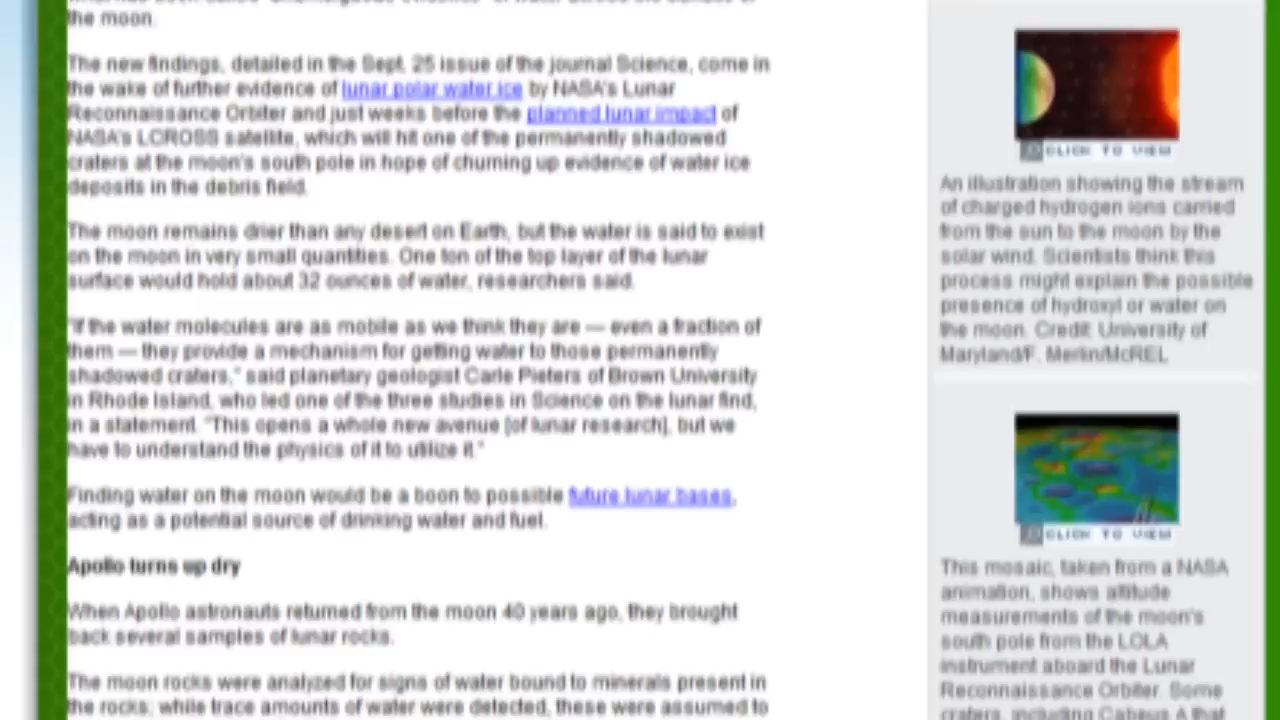 the moon.
The new findings, detailed in the Sept. 25 issue of the journal Science, come in
the wake of further evidence of lunar polar water ice by NASA's Lunar
Reconnaissance Orbiter and just weeks before the planned lunar impact of
NASA's LCROSS satellite, which will hit one of the permanently shadowed
craters at the moon's south pole in hope of churning up evidence of water ice
deposits in the debris field.
The moon remains drier than any desert on Earth, but the water is said to exist
on the moon in very small quantities. One ton of the top layer of the lunar
surface would hold about 32 ounces of water, researchers said.
"If the water molecules are as mobile as we think they are — even a fraction of
them — they provide a mechanism for getting water to those permanently
shadowed craters," said planetary geologist Carle Pieters of Brown University
in Rhode Island, who led one of the three studies in Science on the lunar find,
in a statement. "This opens a whole new avenue [of lunar research], but we
have to understand the physics of it to utilize it."
Finding water on the moon would be a boon to possible future lunar bases,
acting as a potential source of drinking water and fuel.
Apollo turns up dry
When Apollo astronauts returned from the moon 40 years ago, they brought
back several samples of lunar rocks.
The moon rocks were analyzed for signs of water bound to minerals present in
the rocks; while trace amounts of water were detected, these were assumed to
CLICK TO VIEW
An illustration showing the stream
of charged hydrogen ions carried
from the sun to the moon by the
solar wind. Scientists think this
process might explain the possible
presence of hydroxyl or water on
the moon. Credit: University of
Maryland/F. Merlin/McREL
CLICK TO VIEW
This mosaic, taken from a NASA
animation, shows altitude
measurements of the moon's
south pole from the LOLA
instrument aboard the Lunar
Reconnaissance Orbiter. Some
craters, including Cabeus A that